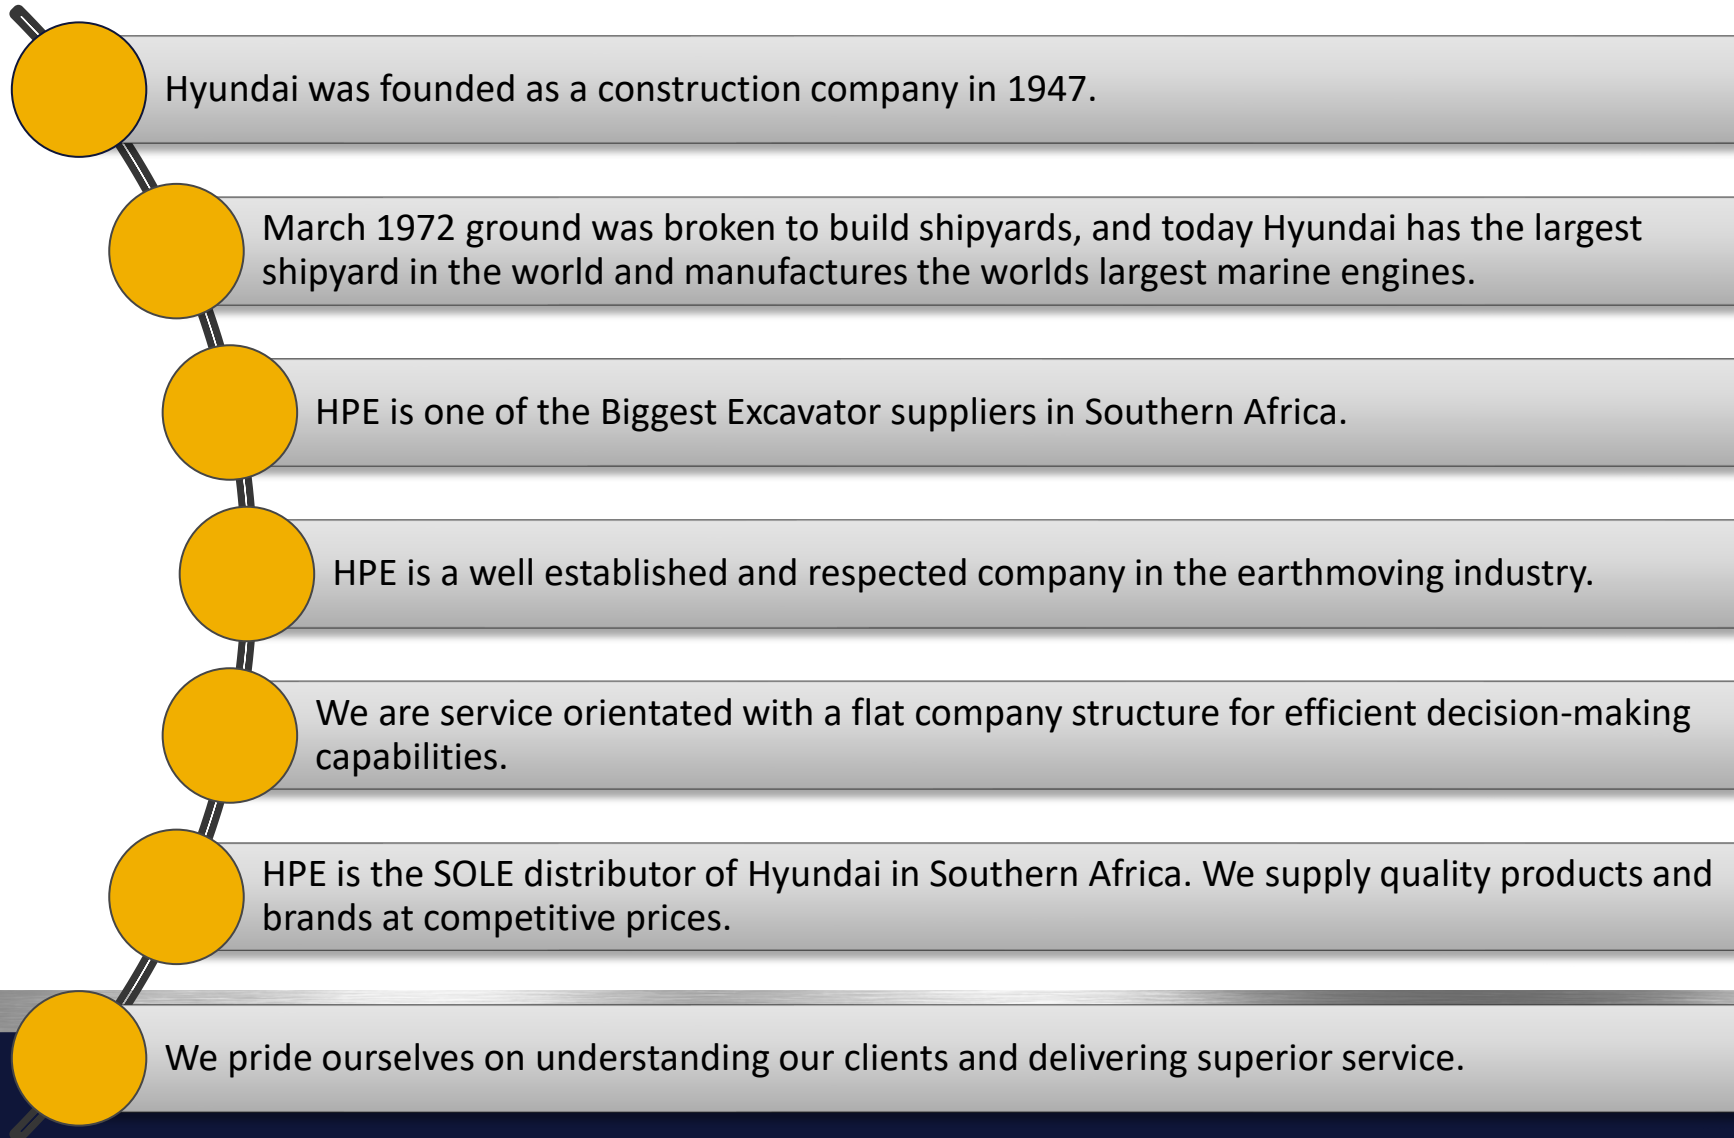 Hyundai was founded as a construction company in 1947.
March 1972 ground was broken to build shipyards, and today Hyundai has the largest
shipyard in the world and manufactures the worlds largest marine engines.
HPE is one of the Biggest Excavator suppliers in Southern Africa.
HPE is a well established and respected company in the earthmoving industry.
We are service orientated with a flat company structure for efficient decision-making
capabilities.
HPE is the SOLE distributor of Hyundai in Southern Africa. We supply quality products and
brands at competitive prices.
We pride ourselves on understanding our clients and delivering superior service.